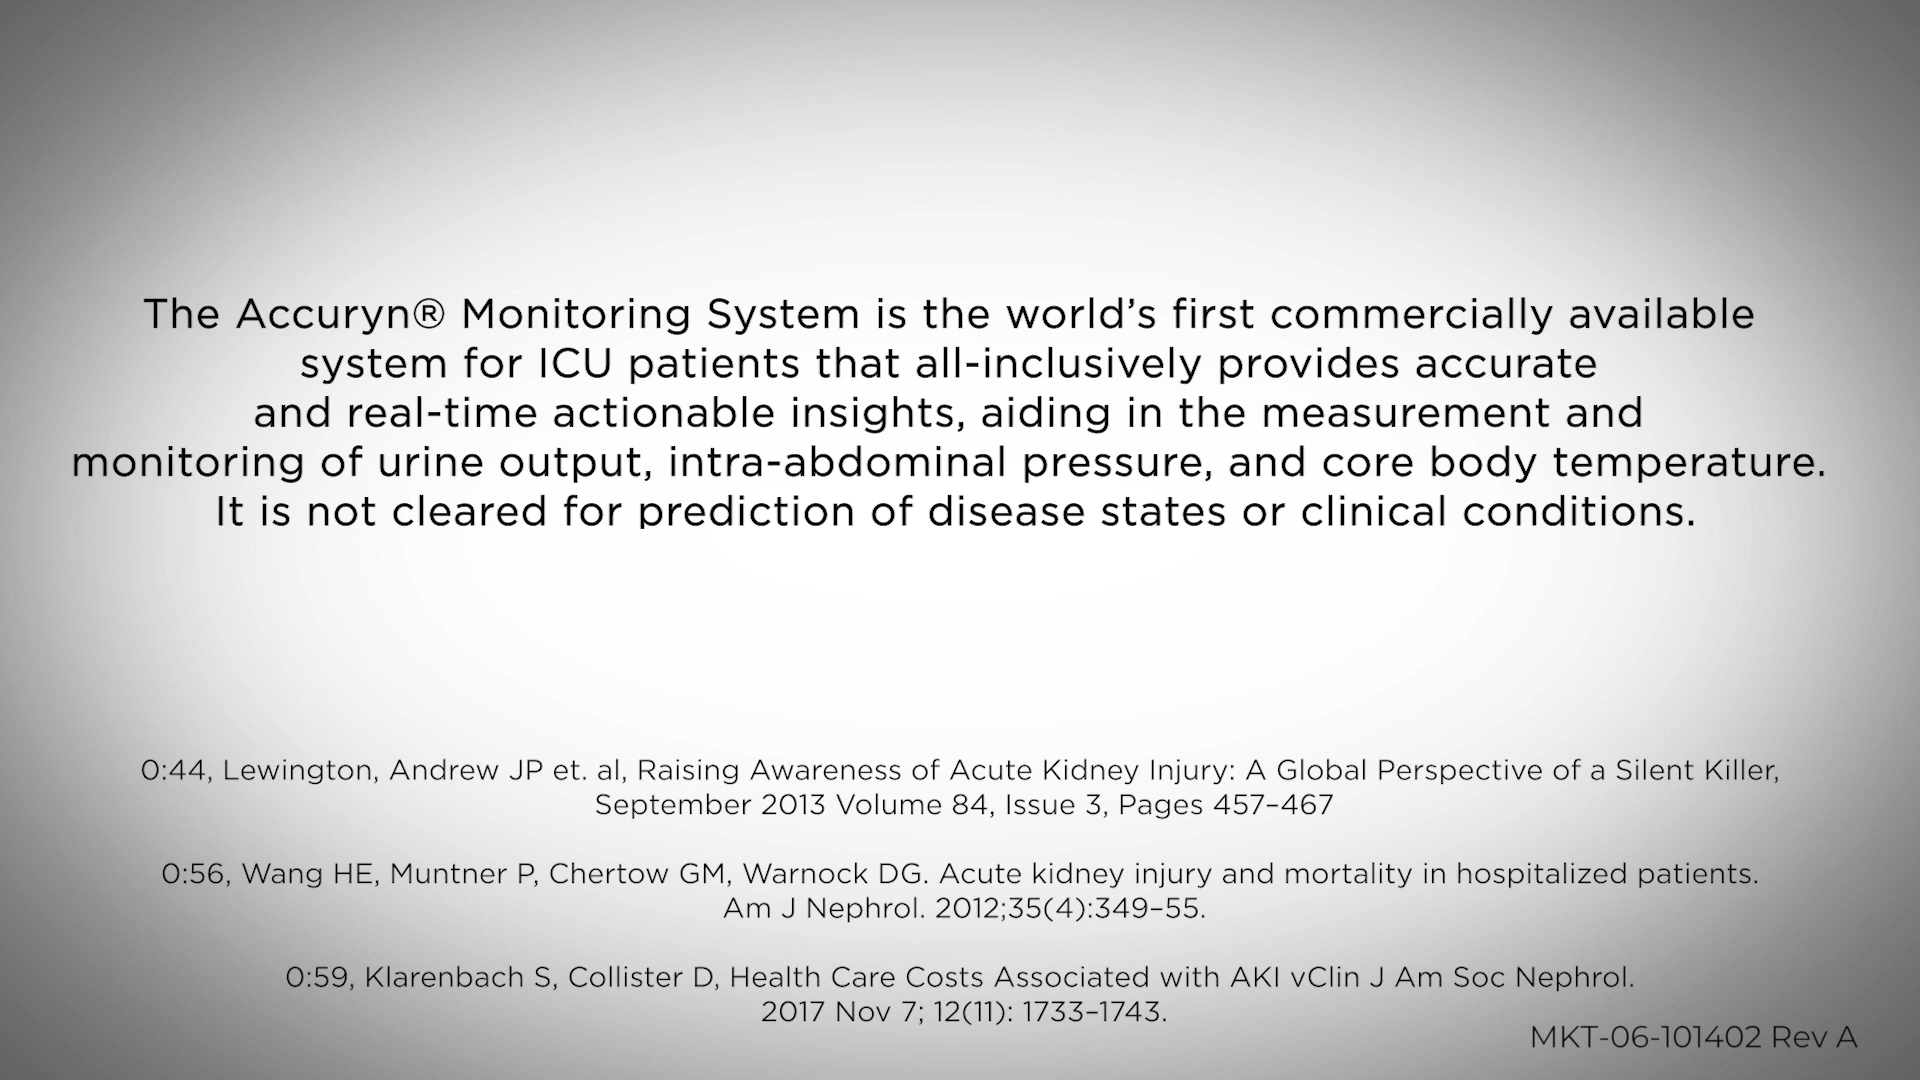 The Accuryn® Monitoring System is the world’s first commercially available
system for ICU patients that all-inclusively provides accurate
and real-time actionable insights, aiding in the measurement and
monitoring of urine output, intra-abdominal pressure, and core body temperature.
It is not cleared for prediction of disease states or clinical conditions.
0:44, Lewington, Andrew JP et. al, Raising Awareness of Acute Kidney Injury: A Global Perspective of a Silent Killer,
September 2013 Volume 84, Issue 3, Pages 457–467
0:56, Wang HE, Muntner P, Chertow GM, Warnock DG. Acute kidney injury and mortality in hospitalized patients.
Am J Nephrol. 2012;35(4):349–55.
0:59, Klarenbach S, Collister D, Health Care Costs Associated with AKI vClin J Am Soc Nephrol.
2017 Nov 7; 12(11): 1733–1743.
MKT-06-101402 Rev A